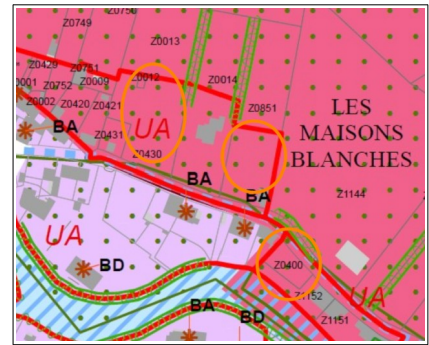 Z0749
Z0750
Z0013
Z0429
Z0751
Z0012
Z0014
0001
Z0752
Z0009
Z0002
Z0420
Z0421
Z0851
LES
MAISONS
BLANCHES
BA
UA
Z0431
Z0430
BA
BA
Z1144
UA
BD
Z0400
BA
BD
Z1152
UA
Z1151